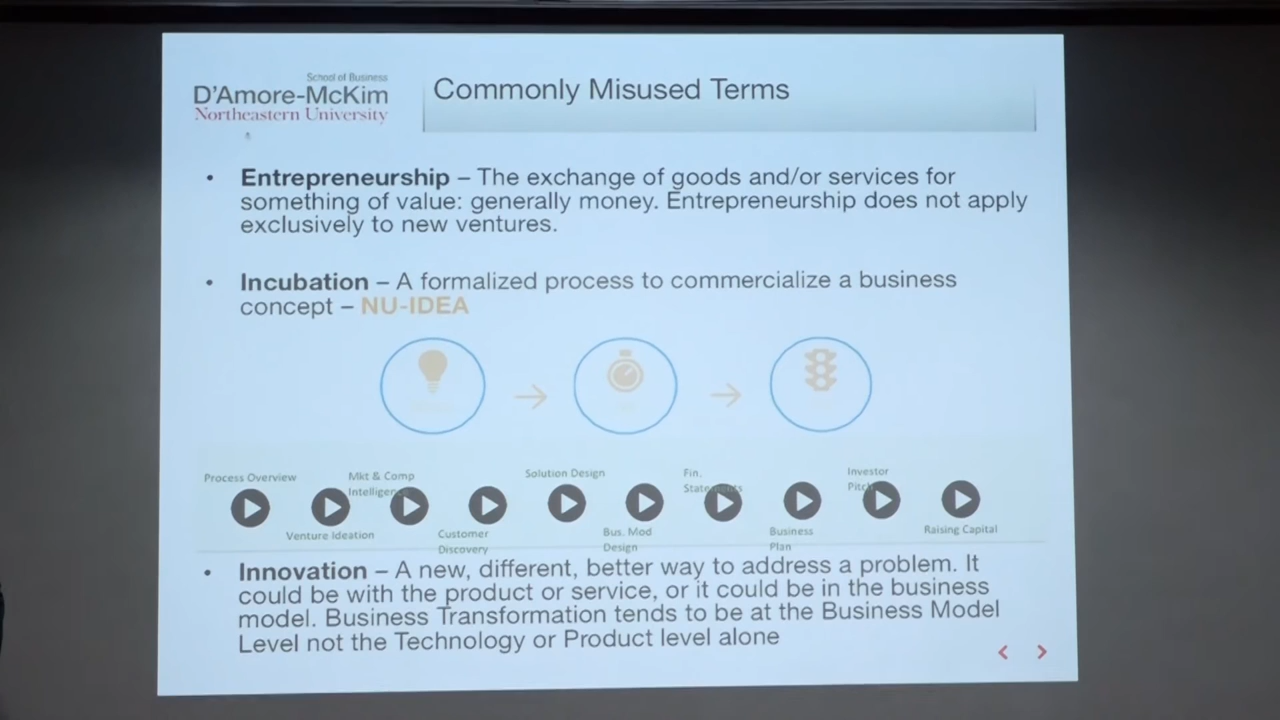 School of Business
D'Amore-McKim
Northeastern University
Commonly Misused Terms
• Entrepreneurship – The exchange of goods and/or services for
something of value: generally money. Entrepreneurship does not apply
exclusively to new ventures.
• Incubation – A formalized process to commercialize a business
concept – NU-IDEA
Process Overview
Venture Ideation
Mkt & Comp
Intelligence
Customer
Discovery
Solution Design
Bus. Mod
Design
Fin.
Statements
Business
Plan
Investor
Pitch
Raising Capital
• Innovation – A new, different, better way to address a problem. It
could be with the product or service, or it could be in the business
model. Business Transformation tends to be at the Business Model
Level not the Technology or Product level alone